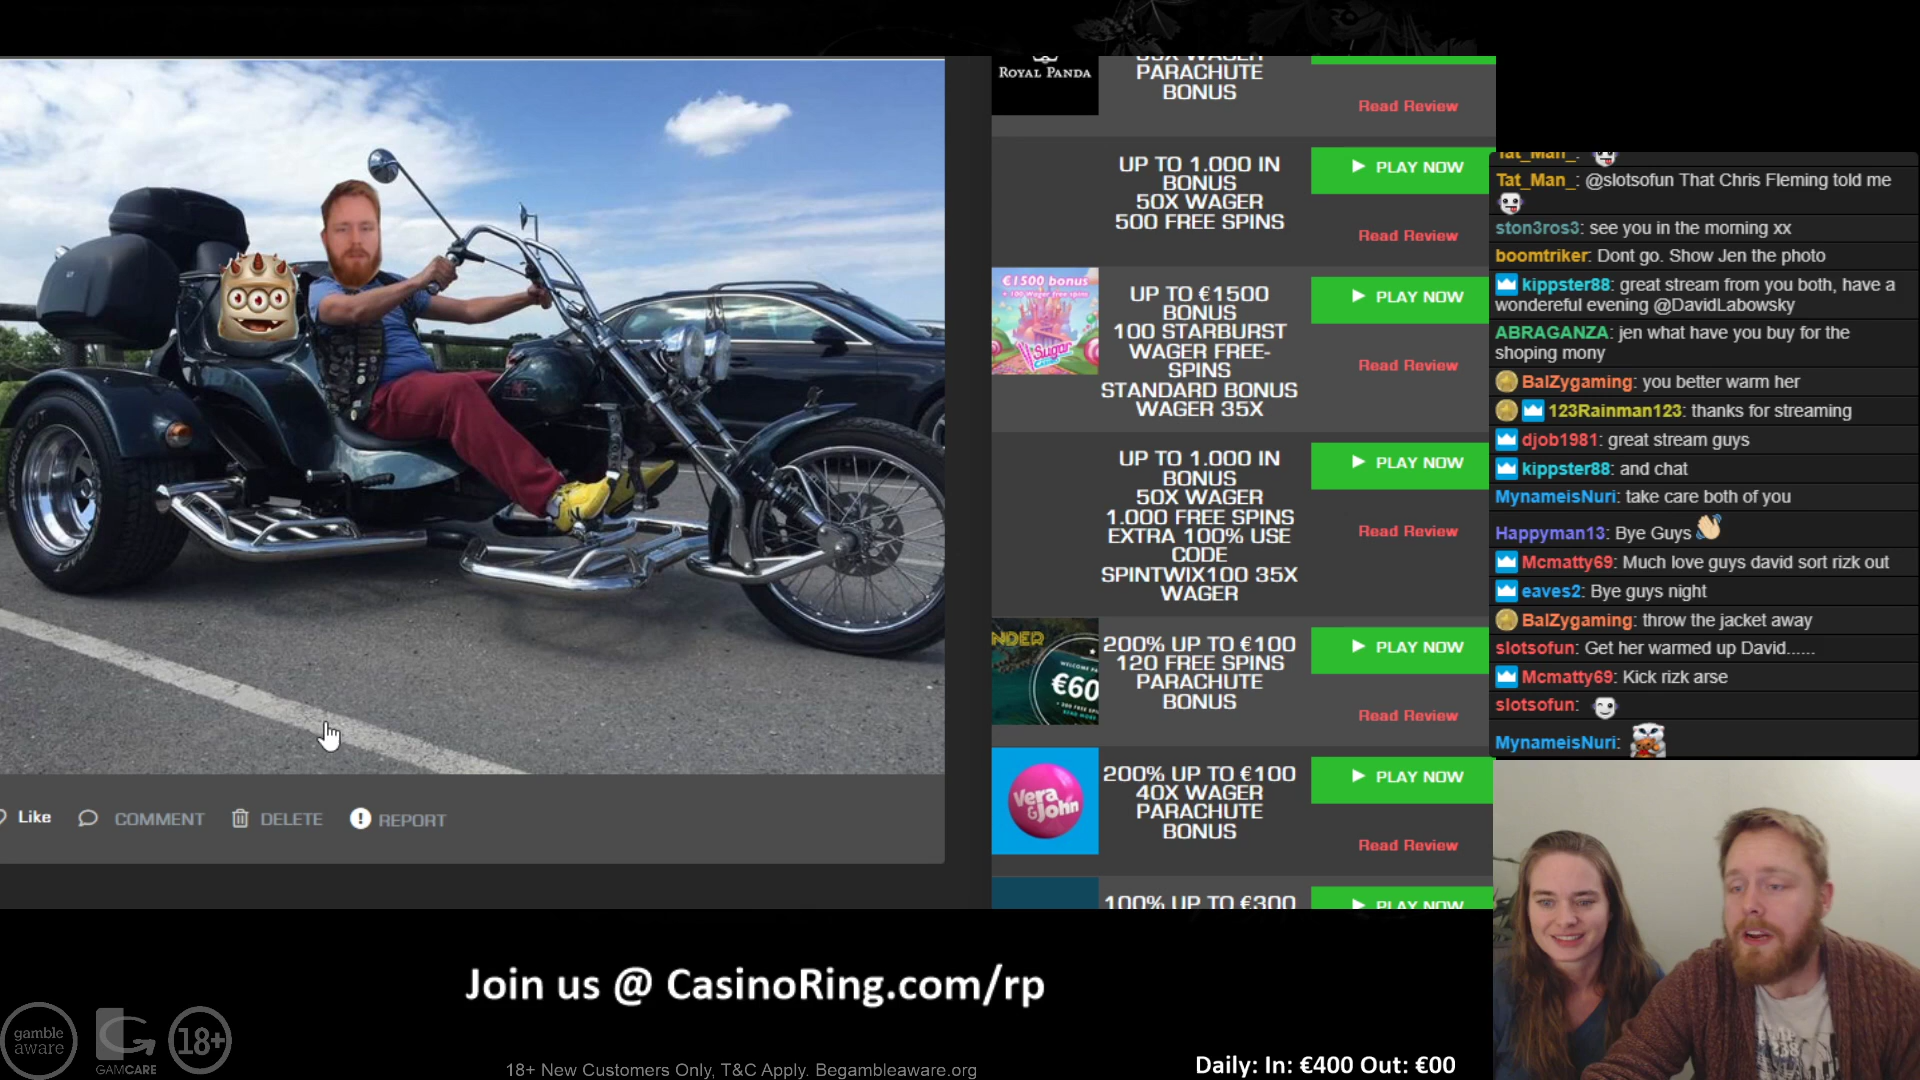 ROYAL PANDA
PARACHUTE
BONUS
Read Review
UP TO 1.000 IN
BONUS
50X WAGER
500 FREE SPINS
PLAY NOW
Read Review
€1500 bonus
Sugar
UP TO €1500
BONUS
100 STARBURST
WAGER FREE-
SPINS
STANDARD BONUS
WAGER 35X
PLAY NOW
Read Review
UP TO 1.000 IN
BONUS
50X WAGER
1.000 FREE SPINS
EXTRA 100% USE
CODE
SPINTWIX100 35X
WAGER
PLAY NOW
Read Review
NDER
€60
200% UP TO €100
120 FREE SPINS
PARACHUTE
BONUS
PLAY NOW
Read Review
Vera
&John
200% UP TO €100
40X WAGER
PARACHUTE
BONUS
PLAY NOW
Read Review
100% UP TO €300
PLAY NOW
Like
COMMENT
DELETE
REPORT
Tat_Man_:
Tat_Man_: @slotsofun That Chris Fleming told me
ston3ros3: see you in the morning xx
boomtriker: Dont go. Show Jen the photo
kippster88: great stream from you both, have a
wondereful evening @DavidLabowsky
ABRAGANZA: jen what have you buy for the
shoping mony
BalZygaming: you better warm her
123Rainman123: thanks for streaming
djob1981: great stream guys
kippster88: and chat
MynameisNuri: take care both of you
Happyman13: Bye Guys
Mcmatty69: Much love guys david sort rizk out
eaves2: Bye guys night
BalZygaming: throw the jacket away
slotsofun: Get her warmed up David......
Mcmatty69: Kick rizk arse
slotsofun:
MynameisNuri:
Join us @ CasinoRing.com/rp
gamble
aware
GAMCARE
18+
18+ New Customers Only, T&C Apply. Begambleaware.org
Daily: In: €400 Out: €00